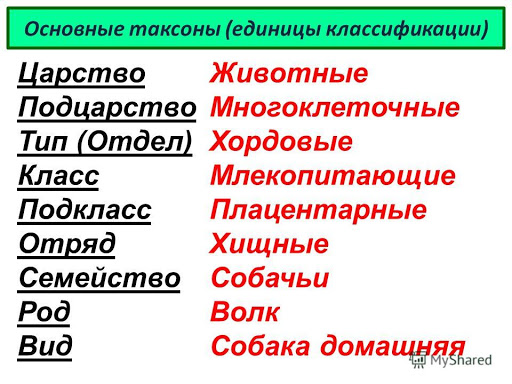 Основные таксоны (единицы классификации)
Царство Животные
Подцарство Многоклеточные
Тип (Отдел) Хордовые
Класс Млекопитающие
Подкласс Плацентарные
Отряд Хищные
Семейство Собачьи
Род Волк
Вид Собака домашняя
MyShared